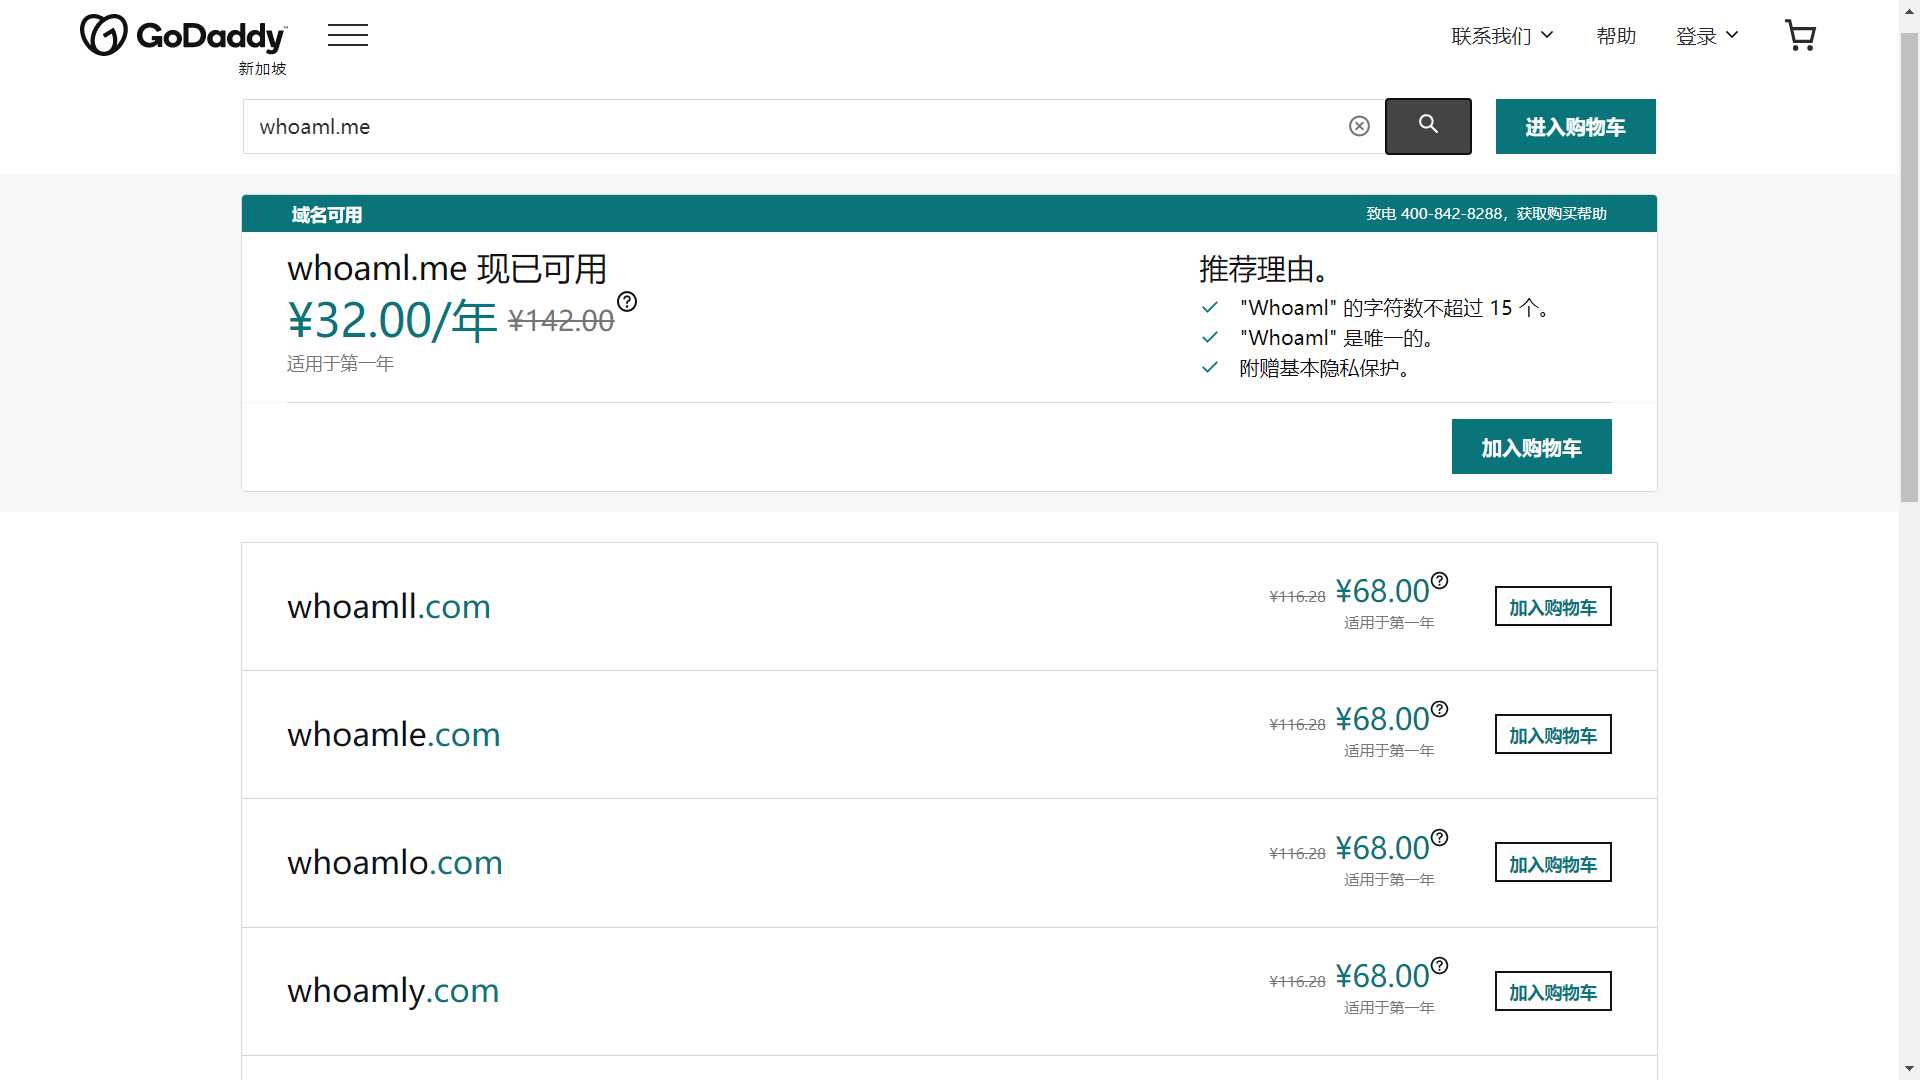 GoDaddy™
新加坡
联系我们
帮助
登录
whoaml.me
进入购物车
域名可用
致电 400-842-8288，获取购买帮助
whoaml.me 现已可用
¥32.00/年 ¥142.00
适用于第一年
推荐理由。
"Whoaml" 的字符数不超过 15 个。
"Whoaml" 是唯一的。
附赠基本隐私保护。
加入购物车
whoamll.com
¥116.28 ¥68.00
适用于第一年
加入购物车
whoamle.com
¥116.28 ¥68.00
适用于第一年
加入购物车
whoamlo.com
¥116.28 ¥68.00
适用于第一年
加入购物车
whoamly.com
¥116.28 ¥68.00
适用于第一年
加入购物车